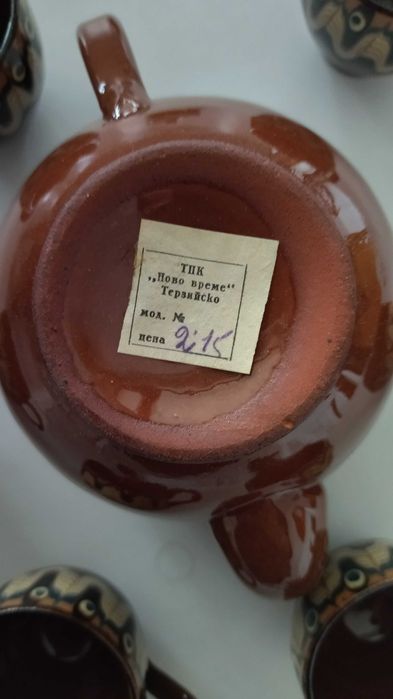 ТПК
„Ново време“
Терзийско
мод. №
цена 2.15